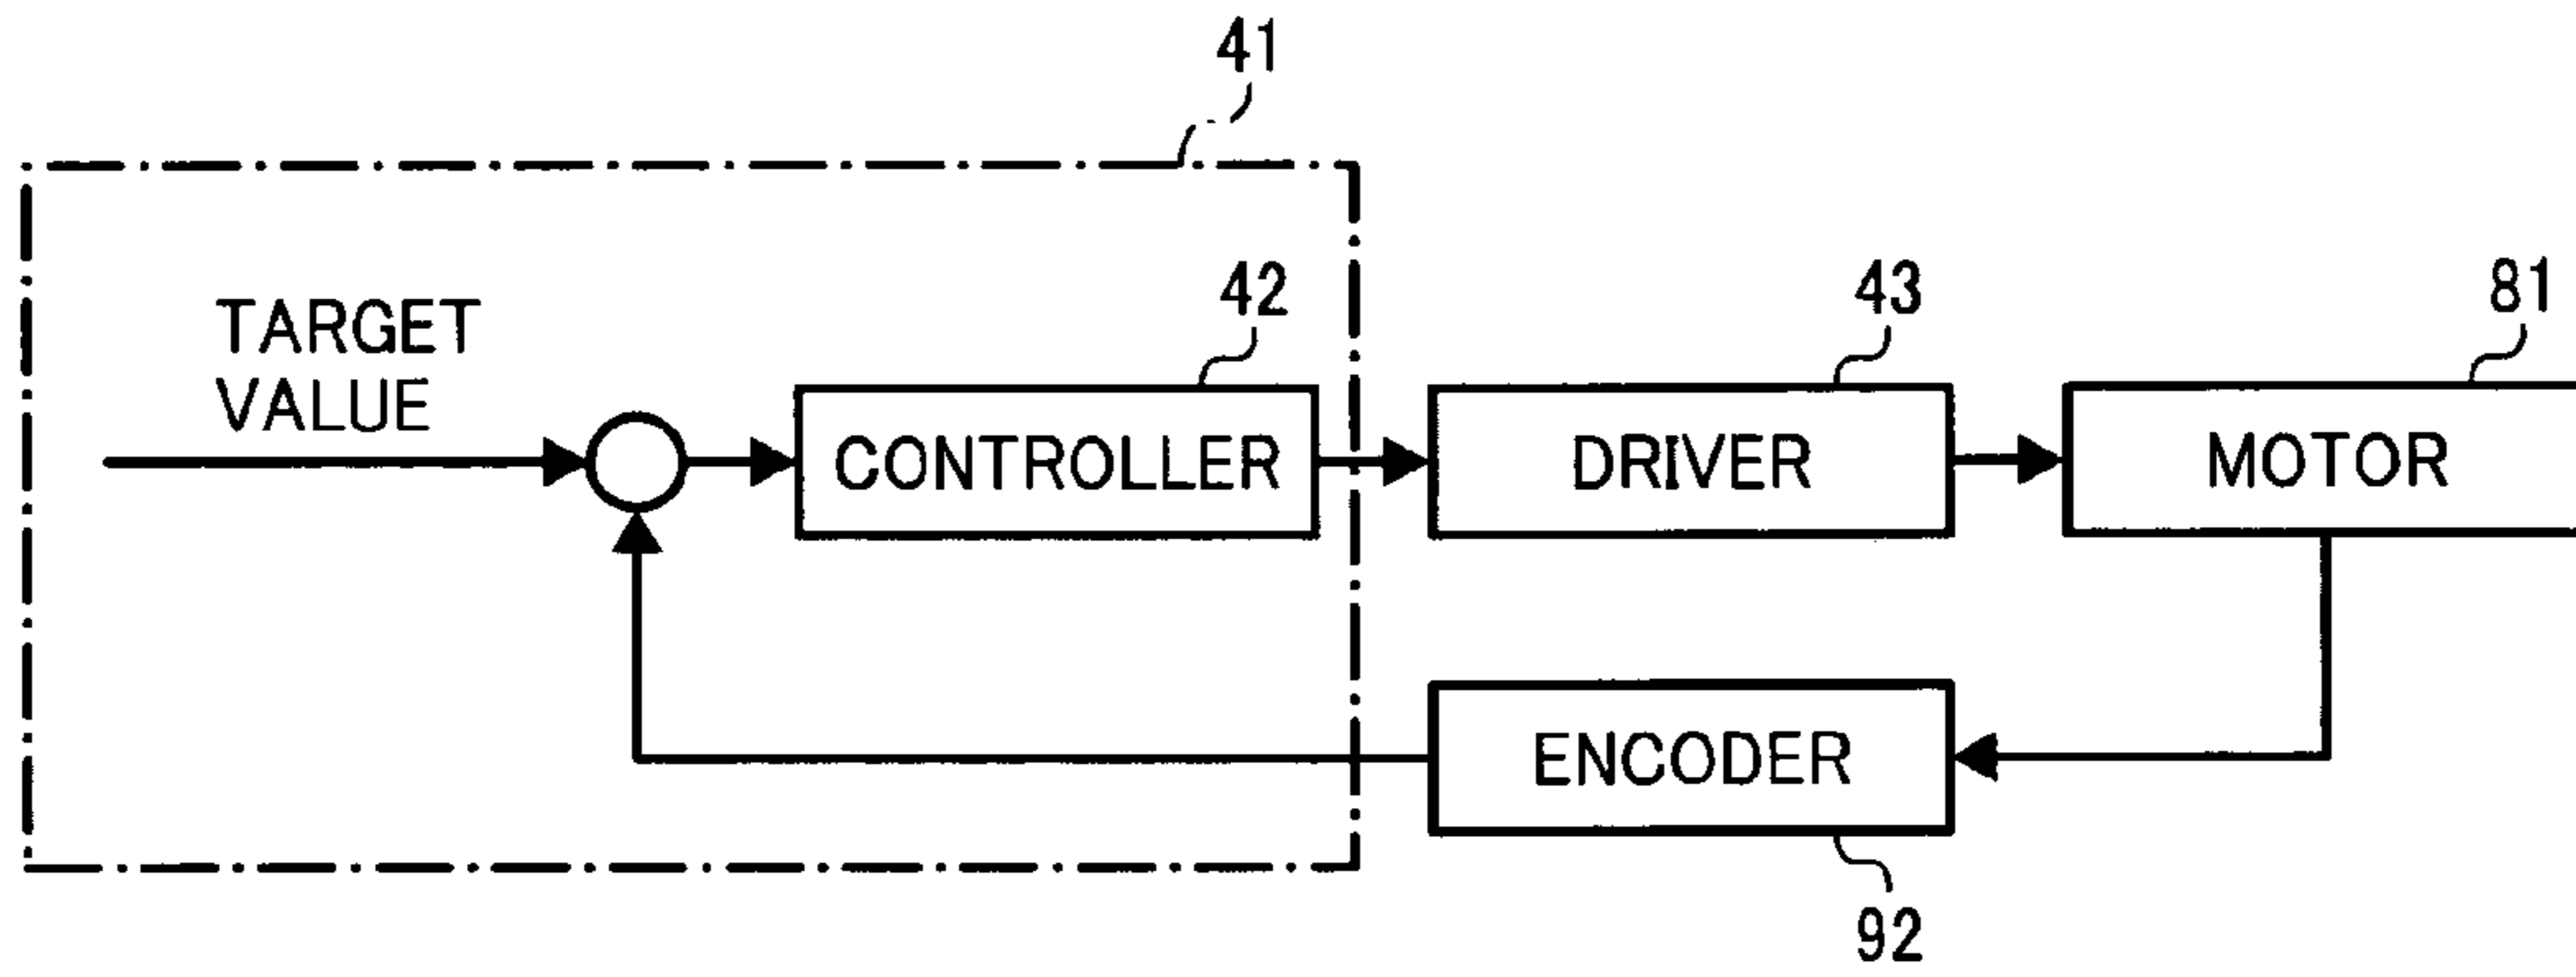 41
42
43
81
TARGET
VALUE
CONTROLLER
DRIVER
MOTOR
ENCODER
92